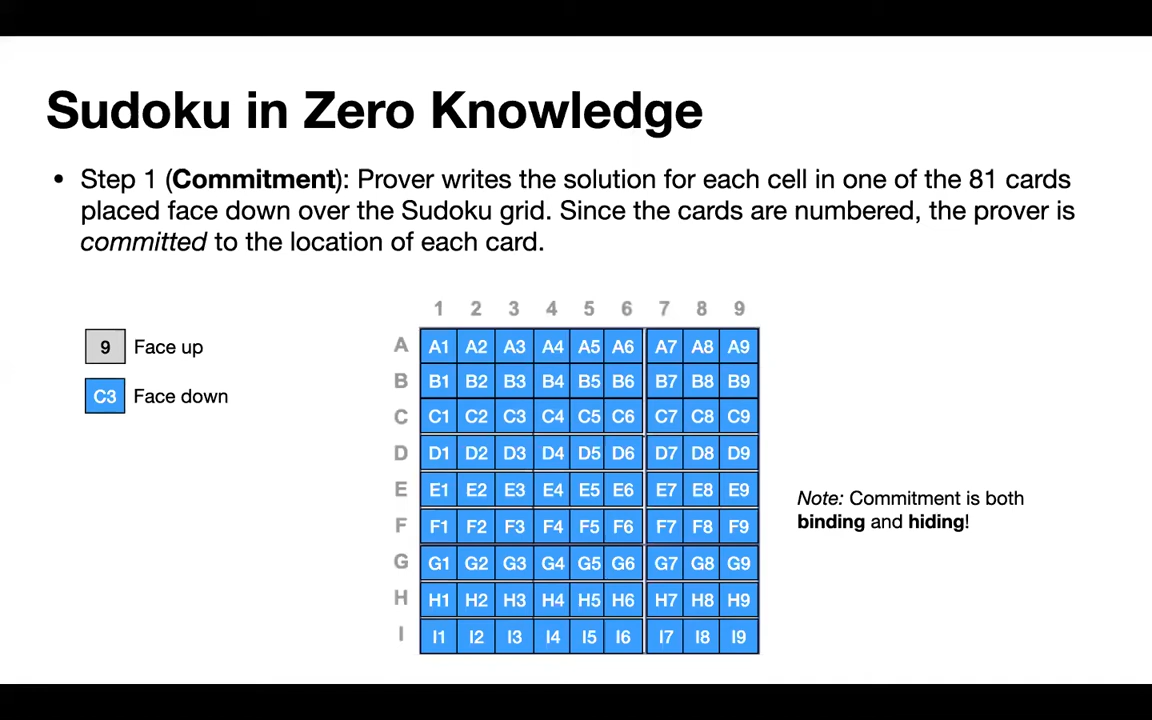 Sudoku in Zero Knowledge
• Step 1 (Commitment): Prover writes the solution for each cell in one of the 81 cards
placed face down over the Sudoku grid. Since the cards are numbered, the prover is
committed to the location of each card.
1 2 3 4 5 6 7 8 9
9 Face up
C3 Face down
A A1 A2 A3 A4 A5 A6 A7 A8 A9
B B1 B2 B3 B4 B5 B6 B7 B8 B9
C C1 C2 C3 C4 C5 C6 C7 C8 C9
D D1 D2 D3 D4 D5 D6 D7 D8 D9
E E1 E2 E3 E4 E5 E6 E7 E8 E9
F F1 F2 F3 F4 F5 F6 F7 F8 F9
G G1 G2 G3 G4 G5 G6 G7 G8 G9
H H1 H2 H3 H4 H5 H6 H7 H8 H9
I I1 I2 I3 I4 I5 I6 I7 I8 I9
Note: Commitment is both
binding and hiding!